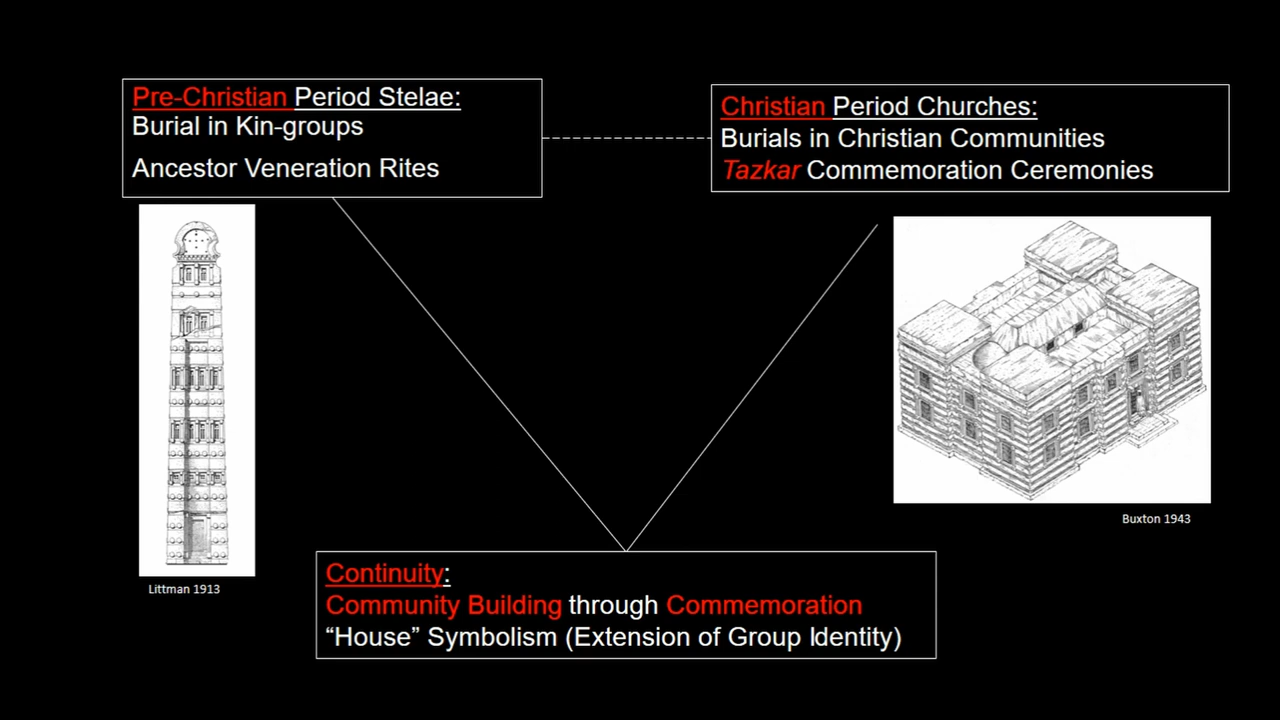 Pre-Christian Period Stelae:
Burial in Kin-groups
Ancestor Veneration Rites
Christian Period Churches:
Burials in Christian Communities
Tazkar Commemoration Ceremonies
Buxton 1943
Littman 1913
Continuity:
Community Building through Commemoration
“House” Symbolism (Extension of Group Identity)